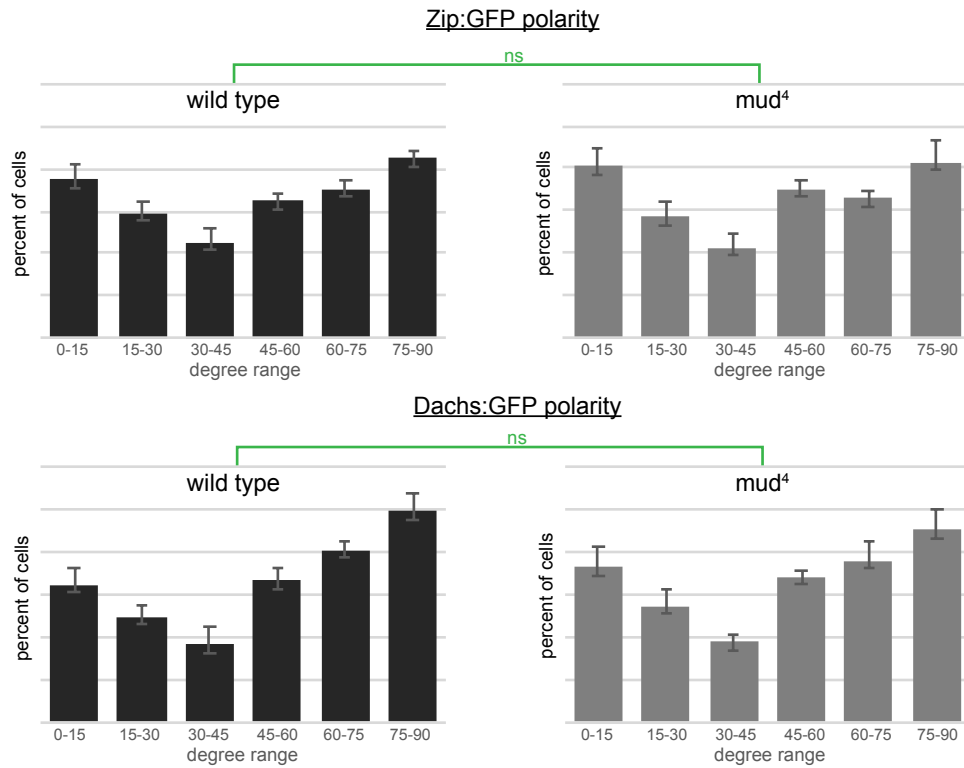 Zip:GFP polarity
ns
wild type
mud⁴
percent of cells
percent of cells
0-15 15-30 30-45 45-60 60-75 75-90
0-15 15-30 30-45 45-60 60-75 75-90
degree range
degree range
Dachs:GFP polarity
ns
wild type
mud⁴
percent of cells
percent of cells
0-15 15-30 30-45 45-60 60-75 75-90
0-15 15-30 30-45 45-60 60-75 75-90
degree range
degree range